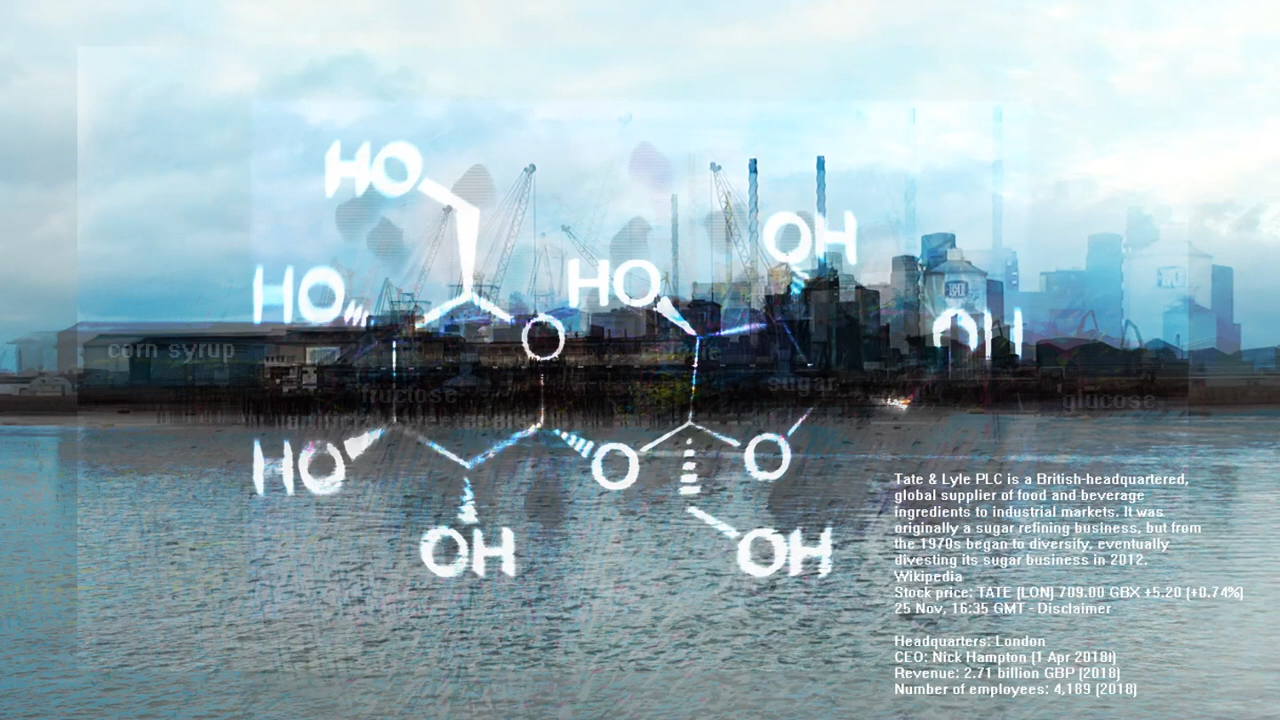 HO
OH
HO
HO
O
OH
corn syrup
sugar
fructose
glucose
HO
O
O
OH
OH
Tate & Lyle PLC is a British-headquartered,
global supplier of food and beverage
ingredients to industrial markets. It was
originally a sugar refining business, but from
the 1970s began to diversify, eventually
divesting its sugar business in 2012.
Wikipedia
Stock price: TATE (LON) 709.00 GBX +5.20 (+0.74%)
25 Nov, 16:35 GMT - Disclaimer
Headquarters: London
CEO: Nick Hampton (1 Apr 2018l)
Revenue: 2.71 billion GBP (2018)
Number of employees: 4,189 (2018)